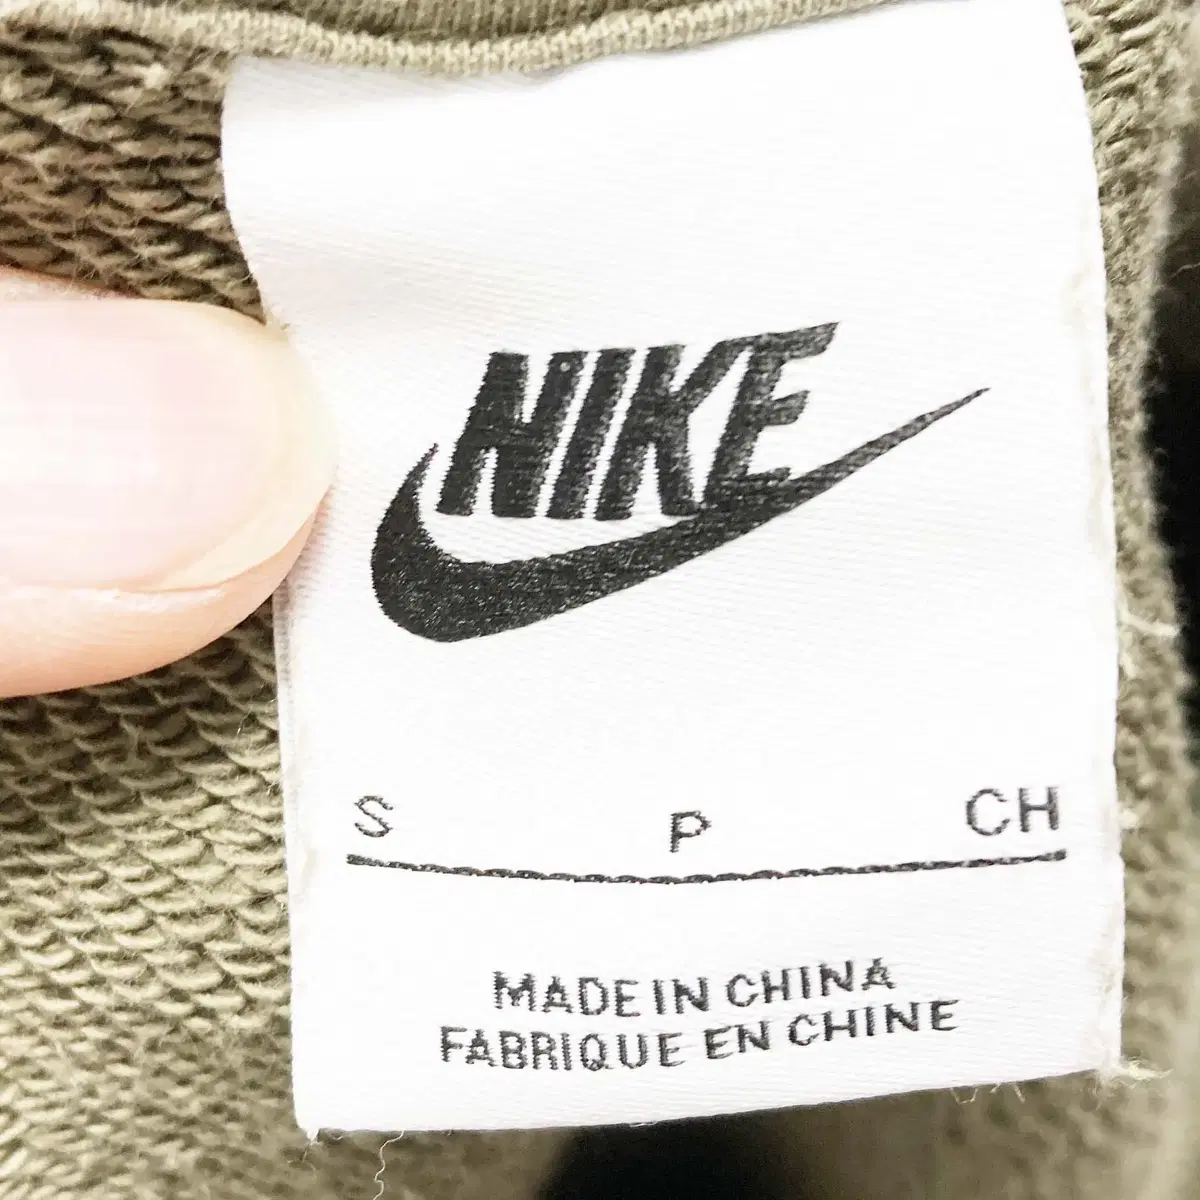 NIKE
S P CH
MADE IN CHINA
FABRIQUE EN CHINE